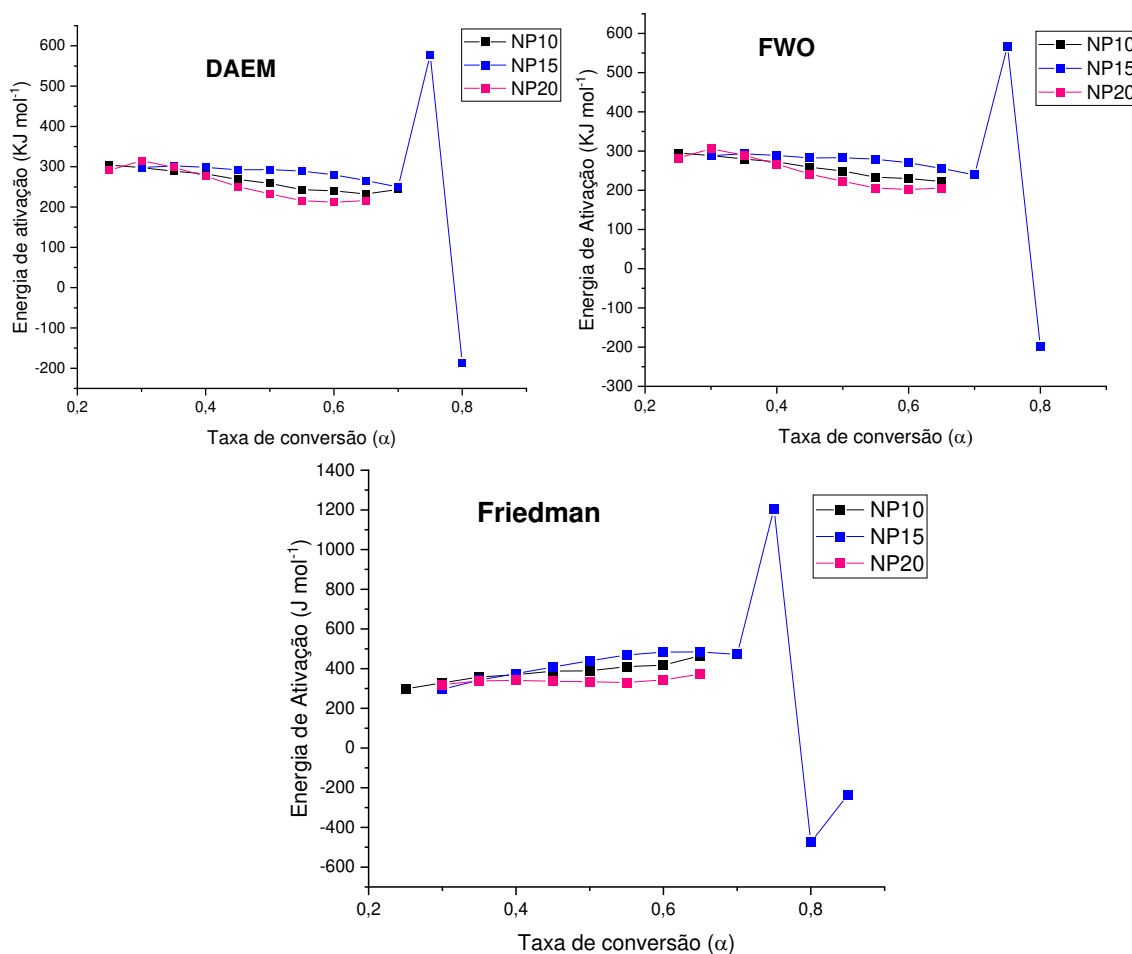 DAEM
NP10
NP15
NP20
Energia de ativação (KJ mol-1)
600
500
400
300
200
100
0
-100
-200
0,2
0,4
0,6
0,8
Taxa de conversão (α)
FWO
NP10
NP15
NP20
Energia de Ativação (KJ mol-1)
600
500
400
300
200
100
0
-100
-200
-300
0,2
0,4
0,6
0,8
Taxa de conversão (α)
Friedman
NP10
NP15
NP20
Energia de Ativação (J mol-1)
1400
1200
1000
800
600
400
200
0
-200
-400
-600
0,2
0,4
0,6
0,8
Taxa de conversão (α)